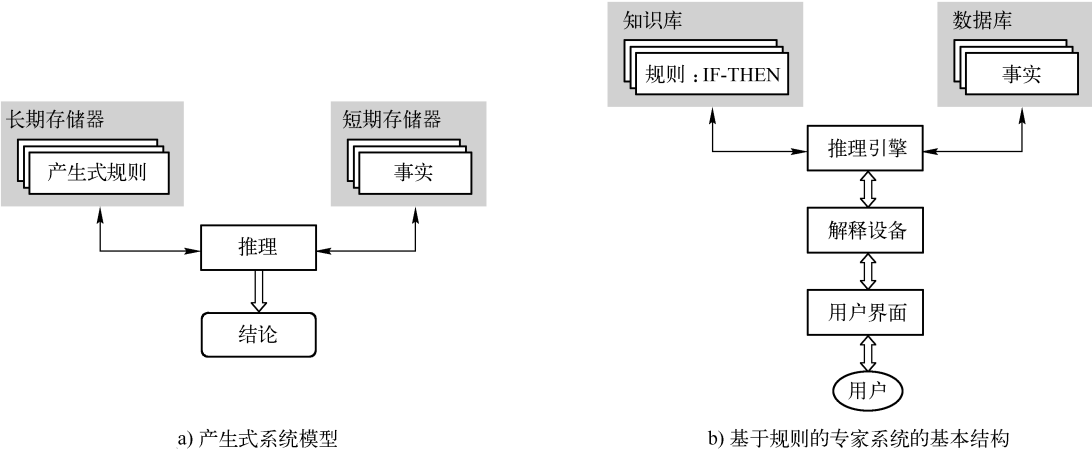 长期存储器
产生式规则
短期存储器
事实
推理
结论
a) 产生式系统模型
知识库
规则：IF-THEN
数据库
事实
推理引擎
解释设备
用户界面
用户
b) 基于规则的专家系统的基本结构